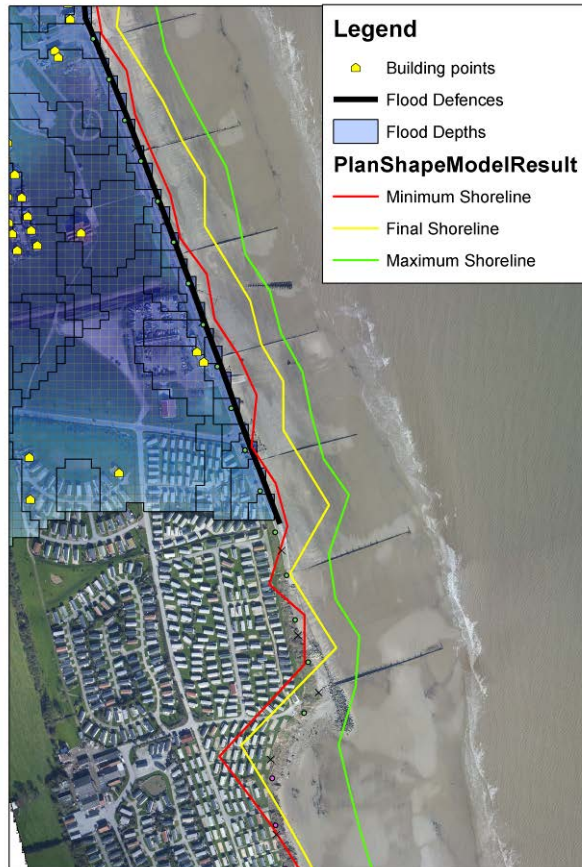 Legend
Building points
Flood Defences
Flood Depths
PlanShapeModelResult
Minimum Shoreline
Final Shoreline
Maximum Shoreline